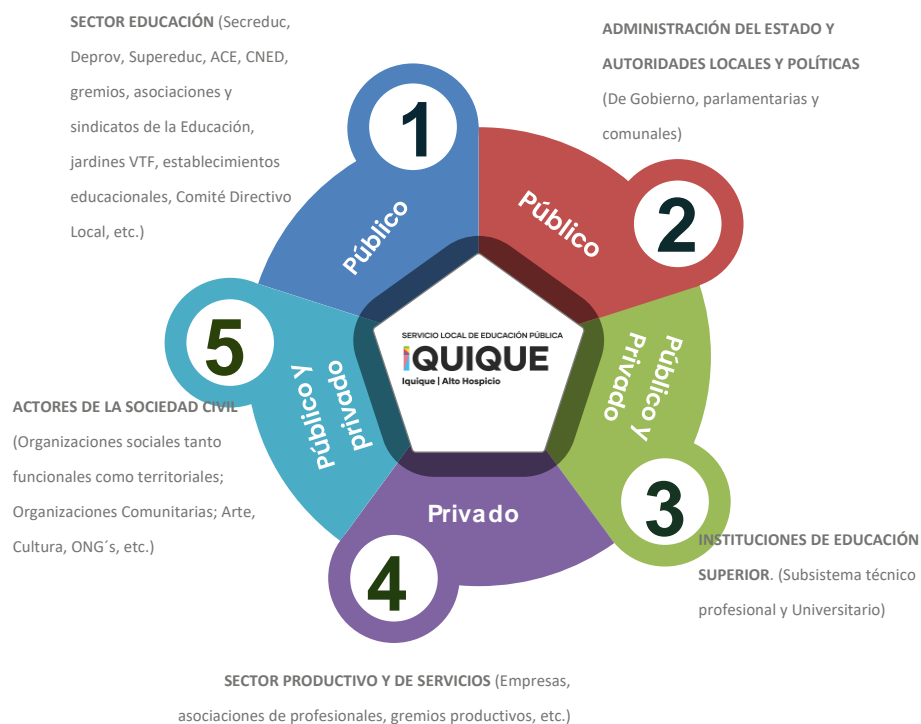 SECTOR EDUCACIÓN (Secreduc,
Deprov, Supereduc, ACE, CNED,
gremios, asociaciones y
sindicatos de la Educación,
jardines VTF, establecimientos
educacionales, Comité Directivo
Local, etc.)
1
Público
ADMINISTRACIÓN DEL ESTADO Y
AUTORIDADES LOCALES Y POLÍTICAS
(De Gobierno, parlamentarias y
comunales)
2
Público
Público y
Privado
3
INSTITUCIONES DE EDUCACIÓN
SUPERIOR. (Subsistema técnico
profesional y Universitario)
Privado
4
SECTOR PRODUCTIVO Y DE SERVICIOS (Empresas,
asociaciones de profesionales, gremios productivos, etc.)
5
Público y
privado
ACTORES DE LA SOCIEDAD CIVIL
(Organizaciones sociales tanto
funcionales como territoriales;
Organizaciones Comunitarias; Arte,
Cultura, ONG´s, etc.)
SERVICIO LOCAL DE EDUCACIÓN PÚBLICA
IQUIQUE
Iquique | Alto Hospicio